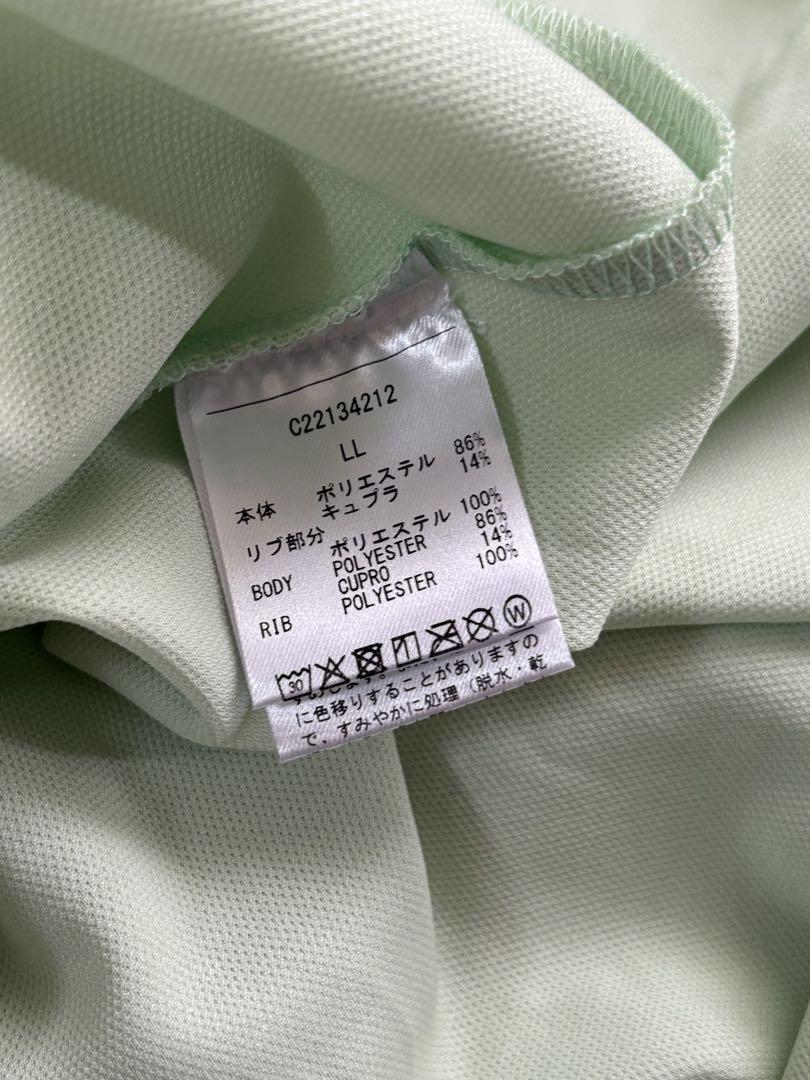 C22134212
LL
本体 ポリエステル 86%
キュプラ 14%
リブ部分 ポリエステル 100%
BODY POLYESTER 86%
CUPRO 14%
RIB POLYESTER 100%
30 W
に色移りすることがありますの
で、すみやかに処理（脱水・乾